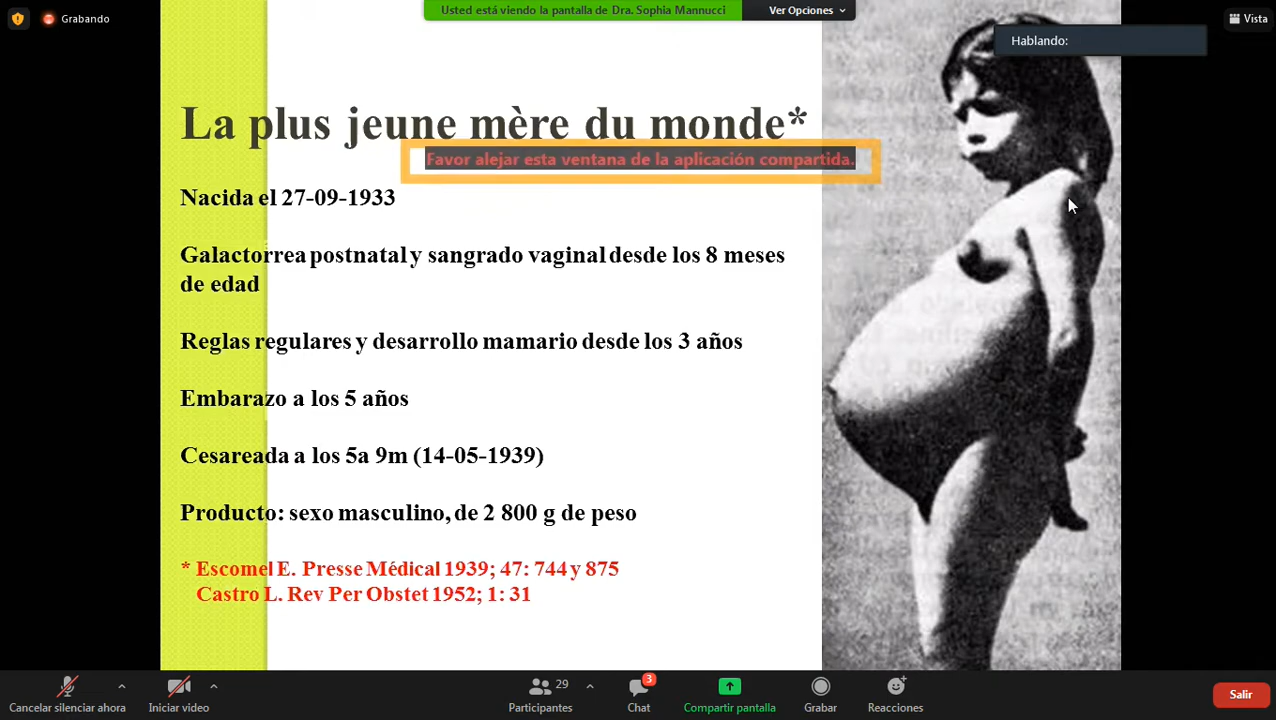 Grabando
Usted está viendo la pantalla de Dra. Sophia Mannucci
Ver Opciones
Vista
Hablando:
La plus jeune mère du monde*
Favor alejar esta ventana de la aplicación compartida.
Nacida el 27-09-1933
Galactorrea postnatal y sangrado vaginal desde los 8 meses
de edad
Reglas regulares y desarrollo mamario desde los 3 años
Embarazo a los 5 años
Cesareada a los 5a 9m (14-05-1939)
Producto: sexo masculino, de 2 800 g de peso
* Escomel E. Presse Médical 1939; 47: 744 y 875
Castro L. Rev Per Obstet 1952; 1: 31
Cancelar silenciar ahora
Iniciar video
29
Participantes
3
Chat
Compartir pantalla
Grabar
Reacciones
Salir